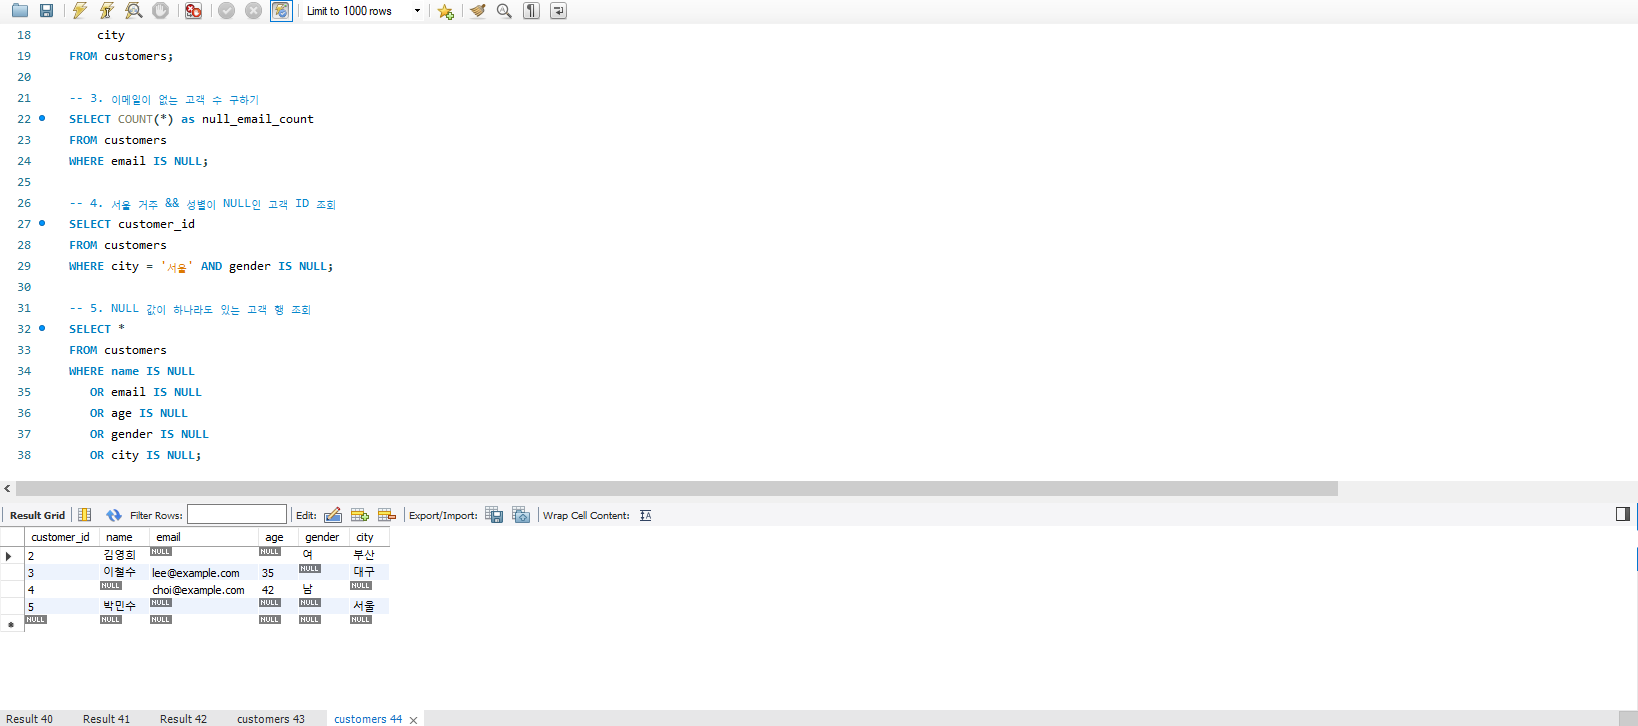 Limit to 1000 rows
18 city
19 FROM customers;
20
21 -- 3. 이메일이 없는 고객 수 구하기
22 SELECT COUNT(*) as null_email_count
23 FROM customers
24 WHERE email IS NULL;
25
26 -- 4. 서울 거주 && 성별이 NULL인 고객 ID 조회
27 SELECT customer_id
28 FROM customers
29 WHERE city = '서울' AND gender IS NULL;
30
31 -- 5. NULL 값이 하나라도 있는 고객 행 조회
32 SELECT *
33 FROM customers
34 WHERE name IS NULL
35 OR email IS NULL
36 OR age IS NULL
37 OR gender IS NULL
38 OR city IS NULL;
Result Grid Filter Rows: Edit: Export/Import: Wrap Cell Content:
customer_id name email age gender city
2 김영희 NULL NULL 여 부산
3 이철수 lee@example.com 35 NULL 대구
4 NULL choi@example.com 42 남 NULL
5 박민수 NULL NULL NULL 서울
NULL NULL NULL NULL NULL NULL
Result 40 Result 41 Result 42 customers 43 customers 44